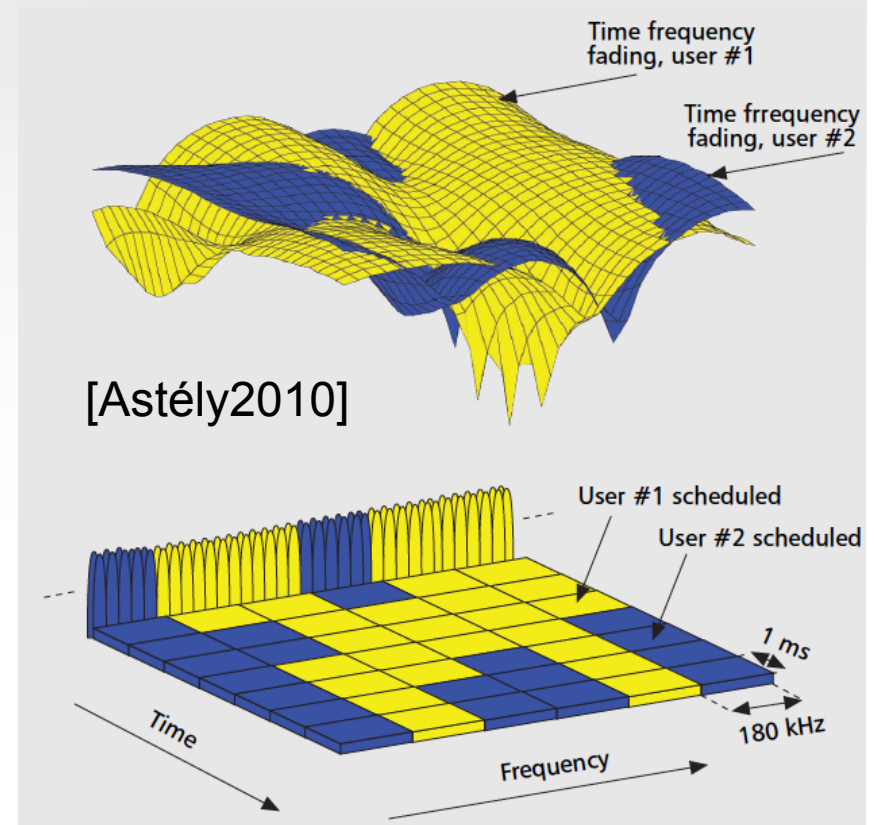 Time frequency
fading, user #1
Time frrequency
fading, user #2
[Astély2010]
User #1 scheduled
User #2 scheduled
1 ms
180 kHz
Time
Frequency